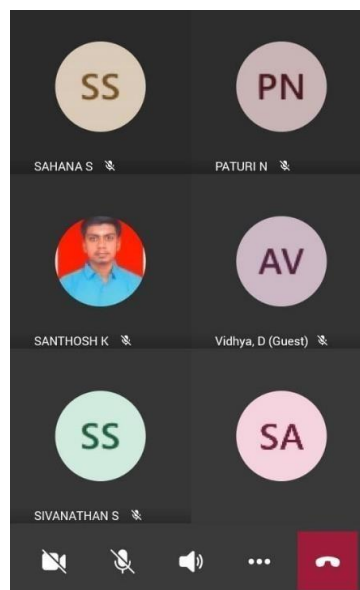 SS PN
SAHANA S PATURI N
AV
SANTHOSH K Vidhya, D (Guest)
SS SA
SIVANATHAN S